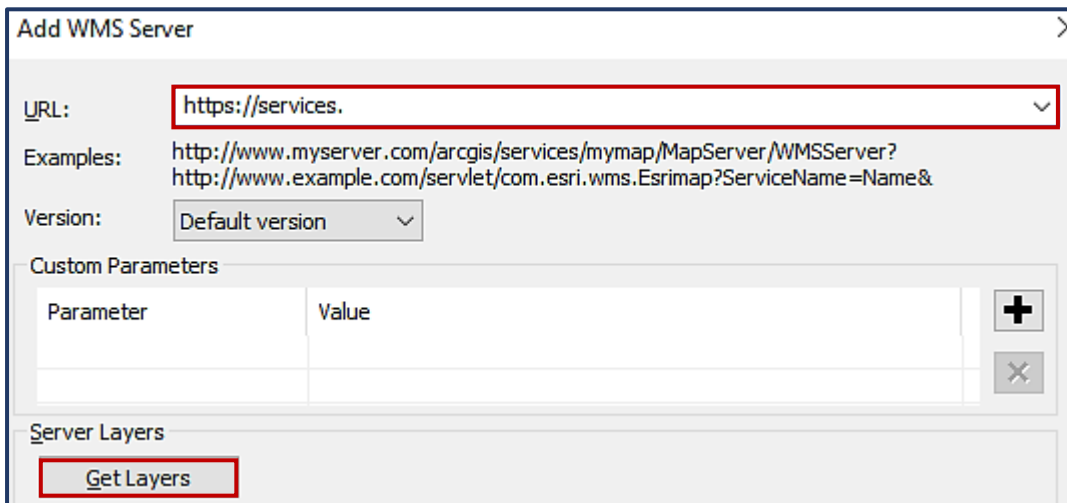 Add WMS Server
URL: https://services.
Examples: http://www.myserver.com/arcgis/services/mymap/MapServer/WMSServer?
http://www.example.com/servlet/com.esri.wms.Esrimap?ServiceName=Name&
Version: Default version
Custom Parameters
Parameter Value
Server Layers
Get Layers